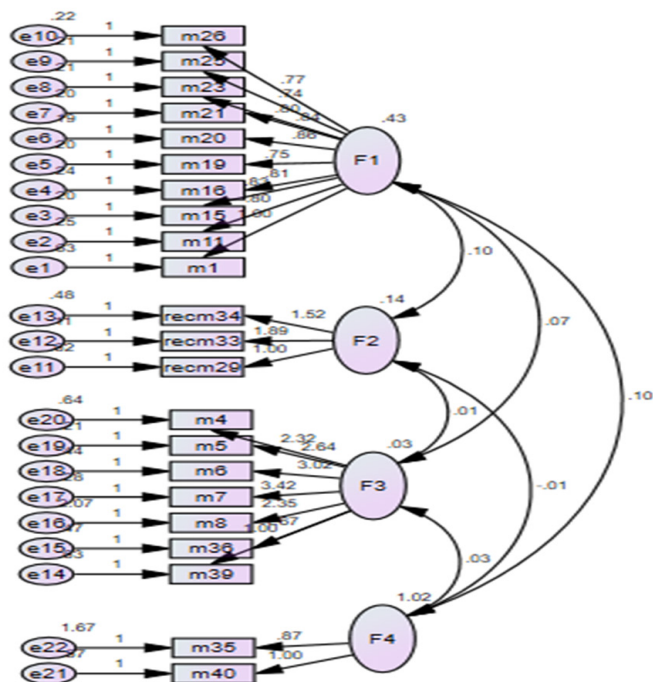 .22
e10 1 m26
e9 1 m25
e8 1 m23
e7 1 m21
e6 1 m20
e5 1 m19
e4 1 m16
e3 1 m15
e2 1 m11
e1 1 m1
.77
.74
.75
.81
.80
1.00
.43
F1
.10
.07
.10
.48
e13 1 recm34
e12 1 recm33
e11 1 recm29
1.52
1.89
1.00
.14
F2
.01
-.01
.64
e20 1 m4
e19 1 m5
e18 1 m6
e17 1 m7
e16 1 m8
e15 1 m36
e14 1 m39
2.32
2.64
3.02
3.42
2.35
1.00
.03
F3
.03
1.02
1.67
e22 1 m35
e21 1 m40
.87
1.00
F4